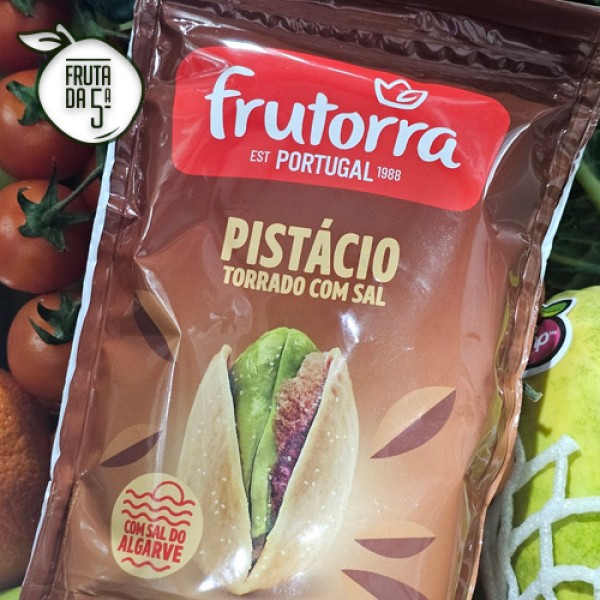 FRUTA
DA 5ª
frutorra
EST PORTUGAL 1988
PISTÁCIO
TORRADO COM SAL
COM SAL DO
ALGARVE